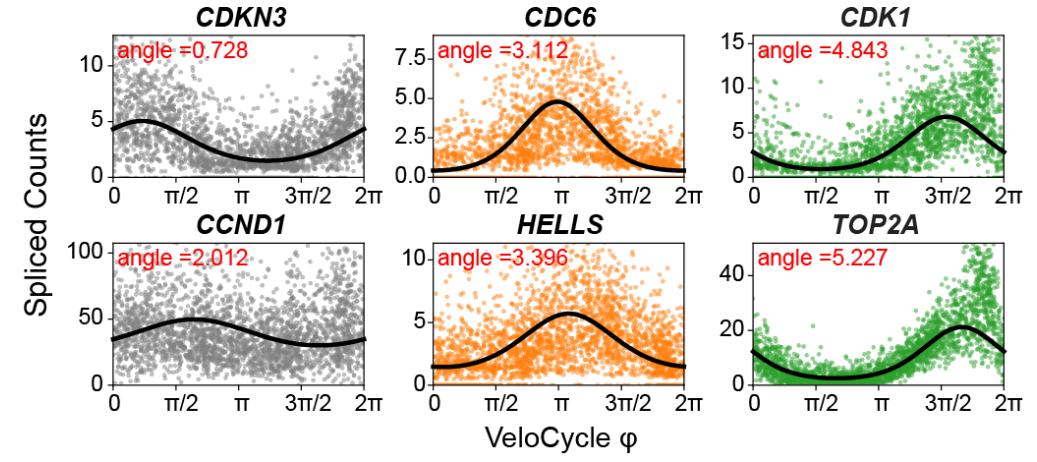 CDKN3 CDC6 CDK1
angle =0.728 angle =3.112 angle =4.843
10 5 0
7.5 5.0 2.5 0.0
15 10 5 0
0 π/2 π 3π/2 2π 0 π/2 π 3π/2 2π 0 π/2 π 3π/2 2π
Spliced Counts
CCND1 HELLS TOP2A
angle =2.012 angle =3.396 angle =5.227
100 50 0
10 5 0
40 20 0
0 π/2 π 3π/2 2π 0 π/2 π 3π/2 2π 0 π/2 π 3π/2 2π
VeloCycle φ